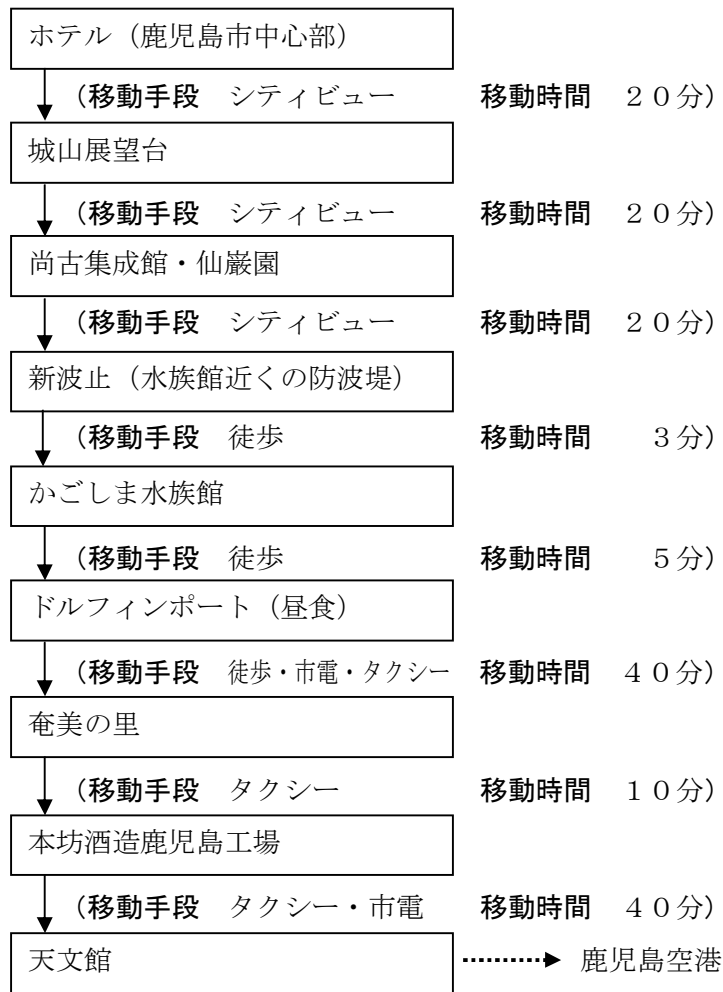 ホテル（鹿児島市中心部）
（移動手段　シティビュー　　　移動時間　２０分）
城山展望台
（移動手段　シティビュー　　　移動時間　２０分）
尚古集成館・仙巌園
（移動手段　シティビュー　　　移動時間　２０分）
新波止（水族館近くの防波堤）
（移動手段　徒歩　　　移動時間　３分）
かごしま水族館
（移動手段　徒歩　　　移動時間　５分）
ドルフィンポート（昼食）
（移動手段　徒歩・市電・タクシー　移動時間　４０分）
奄美の里
（移動手段　タクシー　　　移動時間　１０分）
本坊酒造鹿児島工場
（移動手段　タクシー・市電　　　移動時間　４０分）
天文館　鹿児島空港